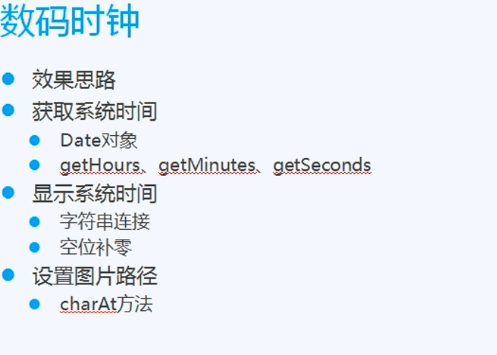 数码时钟
效果思路
获取系统时间
Date对象
getHours、getMinutes、getSeconds
显示系统时间
字符串连接
空位补零
设置图片路径
charAt方法